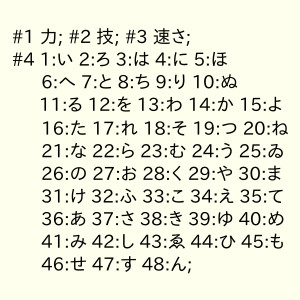 #1 力; #2 技; #3 速さ;
#4 1:い 2:ろ 3:は 4:に 5:ほ
6:へ 7:と 8:ち 9:り 10:ぬ
11:る 12:を 13:わ 14:か 15:よ
16:た 17:れ 18:そ 19:つ 20:ね
21:な 22:ら 23:む 24:う 25:ゐ
26:の 27:お 28:く 29:や 30:ま
31:け 32:ふ 33:こ 34:え 35:て
36:あ 37:さ 38:き 39:ゆ 40:め
41:み 42:し 43:ゑ 44:ひ 45:も
46:せ 47:す 48:ん;